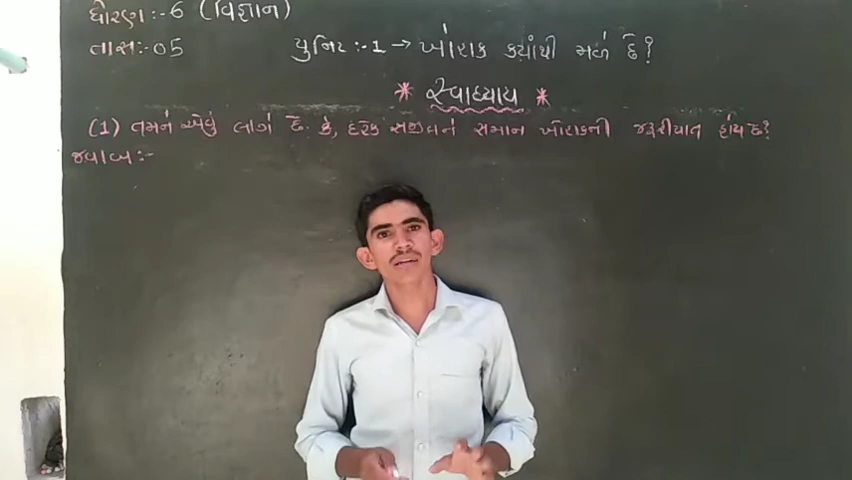 ધોરણ:-6 (વિજ્ઞાન)
તાસ:-05 યુનિટ:-1 → ખોરાક ક્યાંથી મળે છે?
* સ્વાધ્યાય *
(1) તમને એવું લાગે છે. કે, દરેક સજીવને સમાન ખોરાકની જરૂરીયાત હોય છે?
જવાબ:-